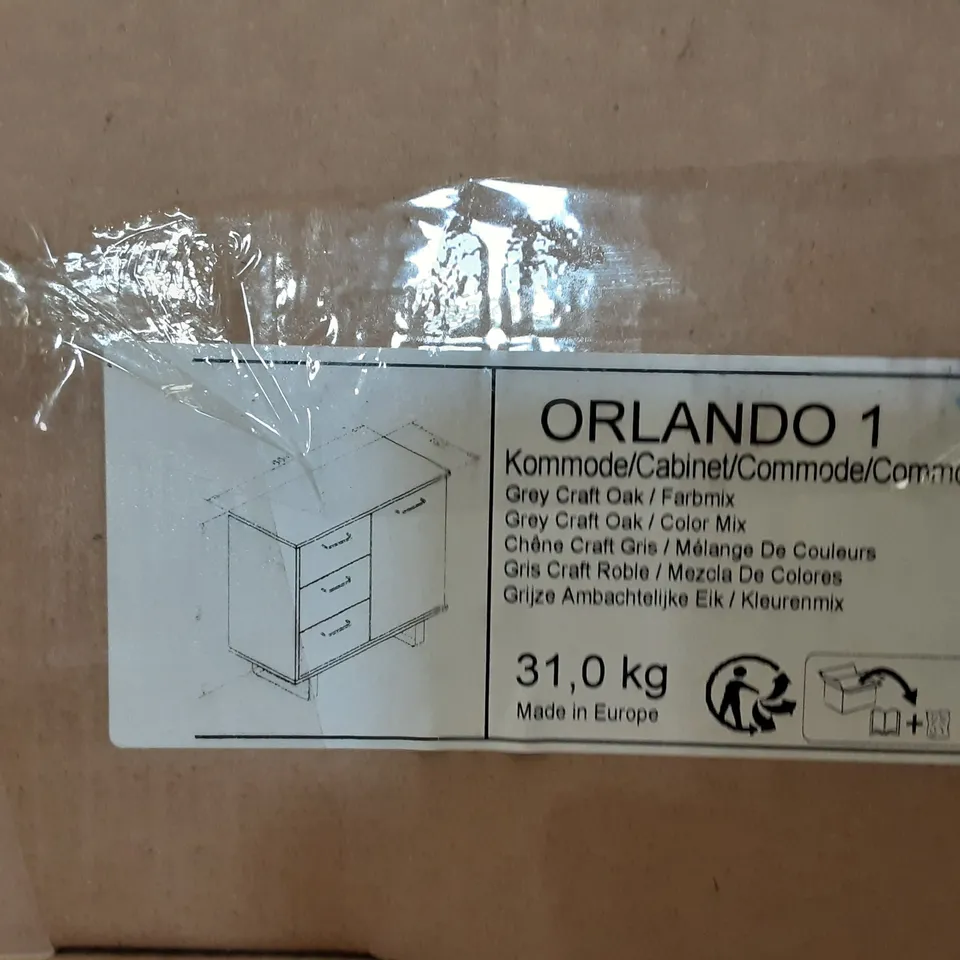 ORLANDO 1
Kommode/Cabinet/Commode/Commo
Grey Craft Oak / Farbmix
Grey Craft Oak / Color Mix
Chêne Craft Gris / Mélange De Couleurs
Gris Craft Roble / Mezcla De Colores
Grijze Ambachtelijke Eik / Kleurenmix
31,0 kg
Made in Europe